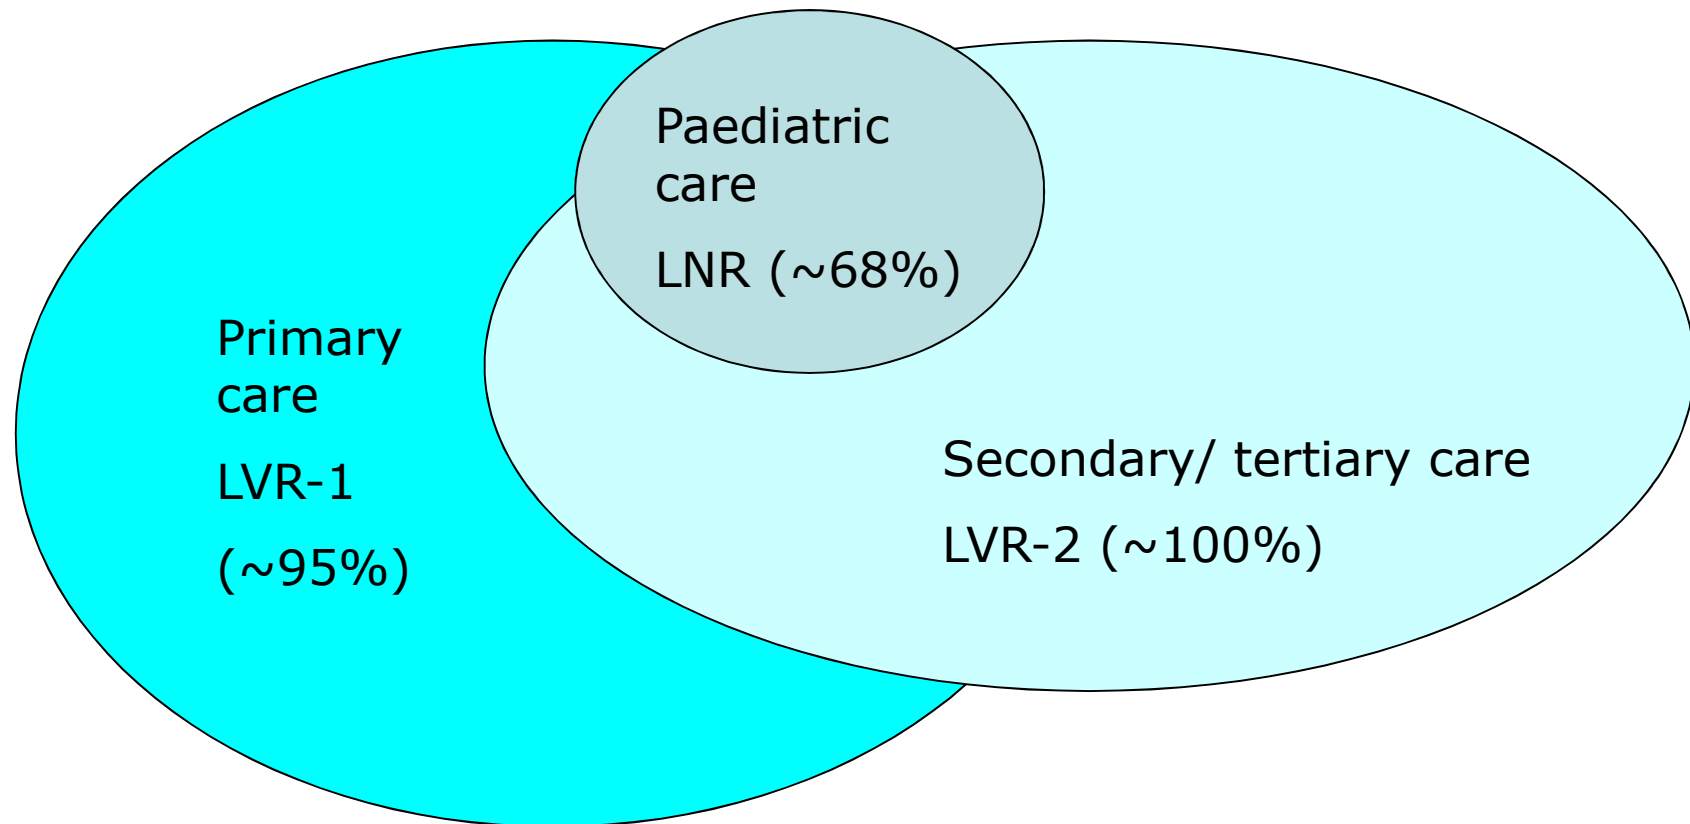 Paediatric
care
LNR (~68%)
Primary
care
LVR-1
(~95%)
Secondary/ tertiary care
LVR-2 (~100%)